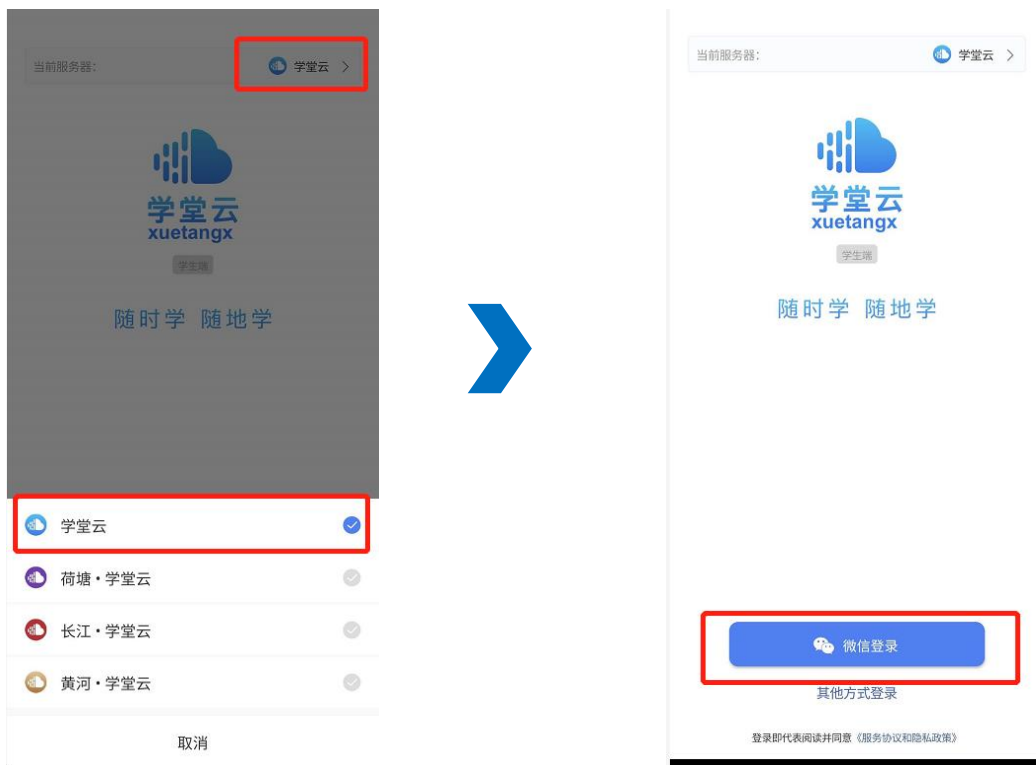 当前服务器:
学堂云
学堂云
xuetangx
学生端
随时学 随地学
学堂云
荷塘・学堂云
长江・学堂云
黄河・学堂云
取消
当前服务器:
学堂云
学堂云
xuetangx
学生端
随时学 随地学
微信登录
其他方式登录
登录即代表阅读并同意《服务协议和隐私政策》